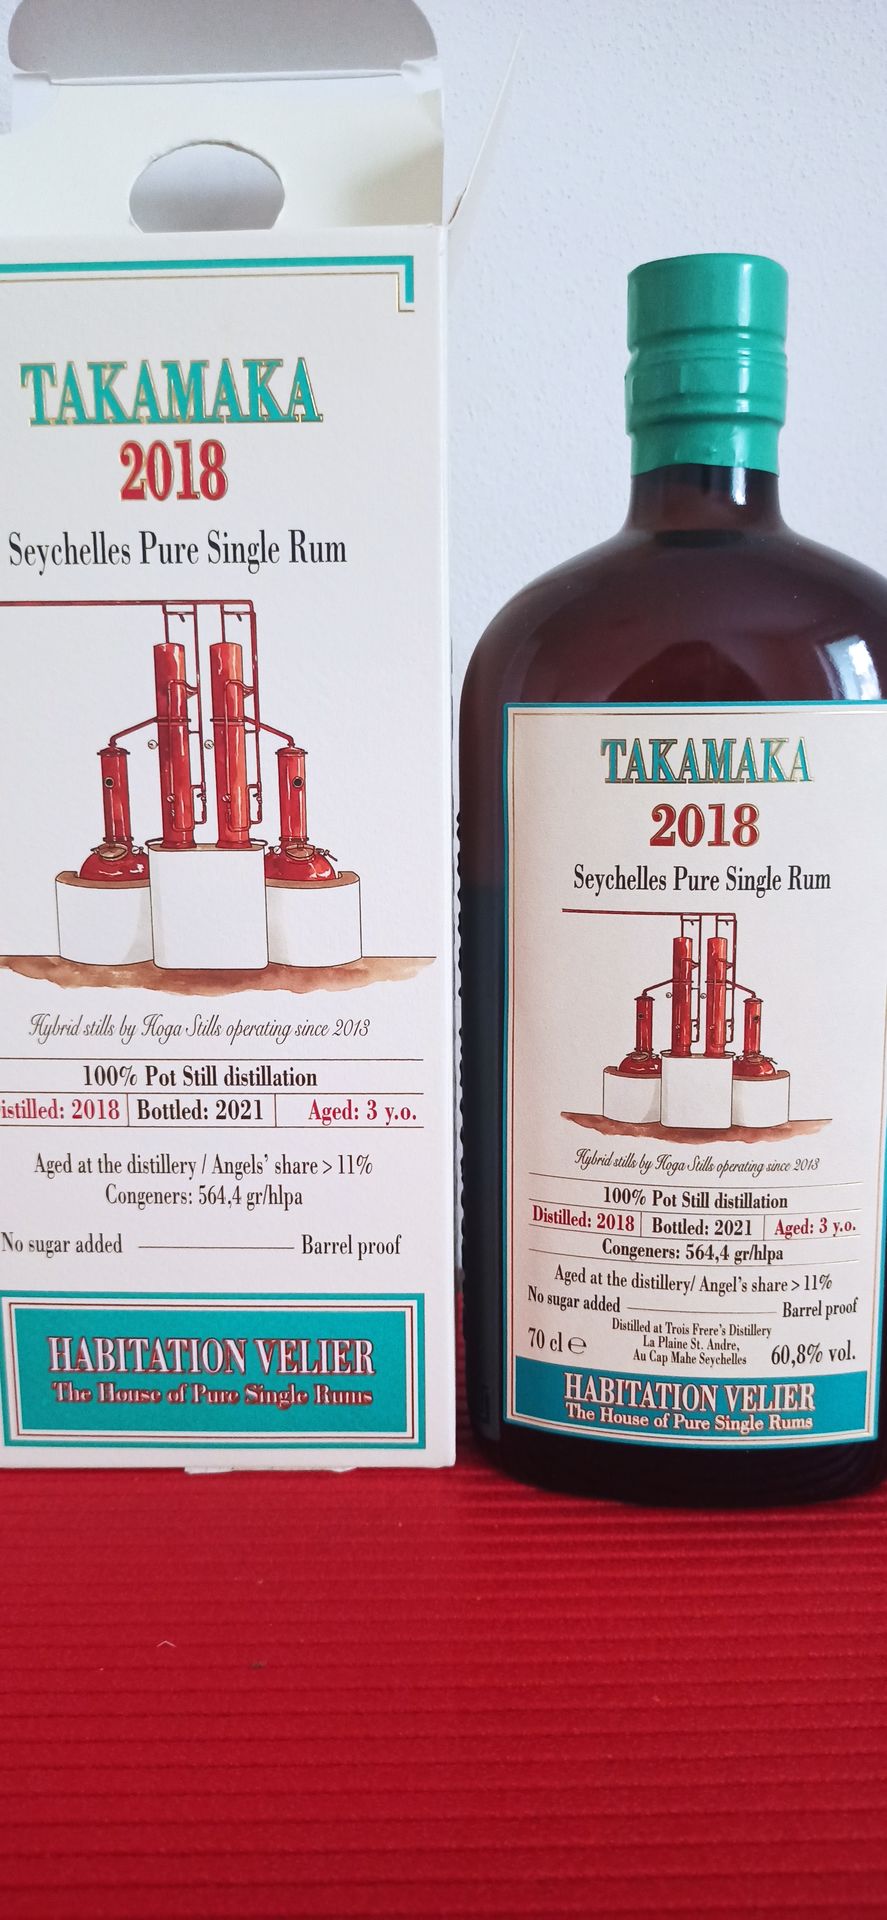 TAKAMAKA
2018
Seychelles Pure Single Rum
Hybrid stills by Hoga Stills operating since 2013
100% Pot Still distillation
istilled: 2018 Bottled: 2021 Aged: 3 y.o.
Aged at the distillery / Angels' share > 11%
Congeners: 564,4 gr/hlpa
No sugar added Barrel proof
HABITATION VELIER
The House of Pure Single Rums
TAKAMAKA
2018
Seychelles Pure Single Rum
Hybrid stills by Hoga Stills operating since 2013
100% Pot Still distillation
Distilled: 2018 Bottled: 2021 Aged: 3 y.o.
Congeners: 564,4 gr/hlpa
Aged at the distillery/ Angel's share > 11%
No sugar added Barrel proof
Distilled at Trois Frere's Distillery
La Plaine St. Andre,
Au Cap Mahe Seychelles
70 cl ℮ 60,8% vol.
HABITATION VELIER
The House of Pure Single Rums